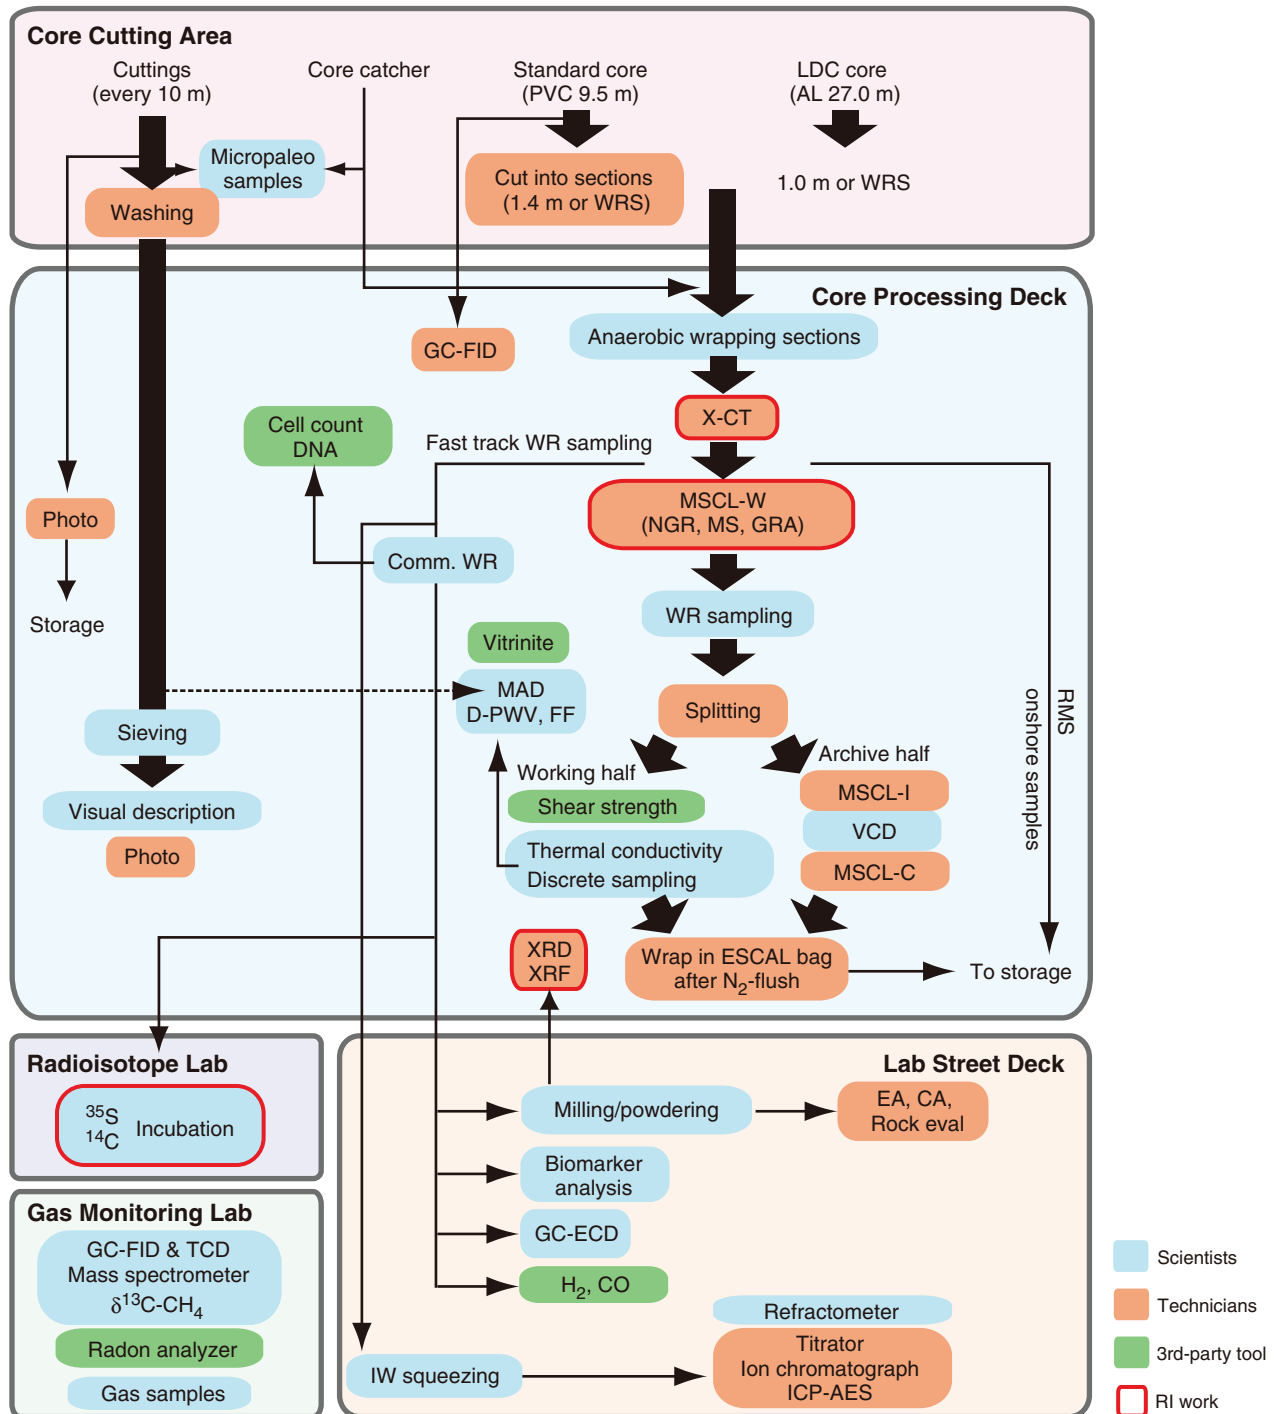 Core Cutting Area
Cuttings
(every 10 m)
Core catcher
Standard core
(PVC 9.5 m)
LDC core
(AL 27.0 m)
Micropaleo
samples
Washing
Cut into sections
(1.4 m or WRS)
1.0 m or WRS
Core Processing Deck
Anaerobic wrapping sections
GC-FID
X-CT
Cell count
DNA
Fast track WR sampling
MSCL-W
(NGR, MS, GRA)
Photo
Comm. WR
Storage
WR sampling
Vitrinite
MAD
D-PWV, FF
Splitting
RMS
onshore samples
Sieving
Working half
Archive half
Shear strength
MSCL-I
VCD
MSCL-C
Visual description
Photo
Thermal conductivity
Discrete sampling
XRD
XRF
Wrap in ESCAL bag
after N2-flush
To storage
Radioisotope Lab
35S
14C
Incubation
Lab Street Deck
Milling/powdering
EA, CA,
Rock eval
Biomarker
analysis
GC-ECD
H2, CO
Refractometer
Titrator
Ion chromatograph
ICP-AES
IW squeezing
Gas Monitoring Lab
GC-FID & TCD
Mass spectrometer
δ13C-CH4
Radon analyzer
Gas samples
Scientists
Technicians
3rd-party tool
RI work